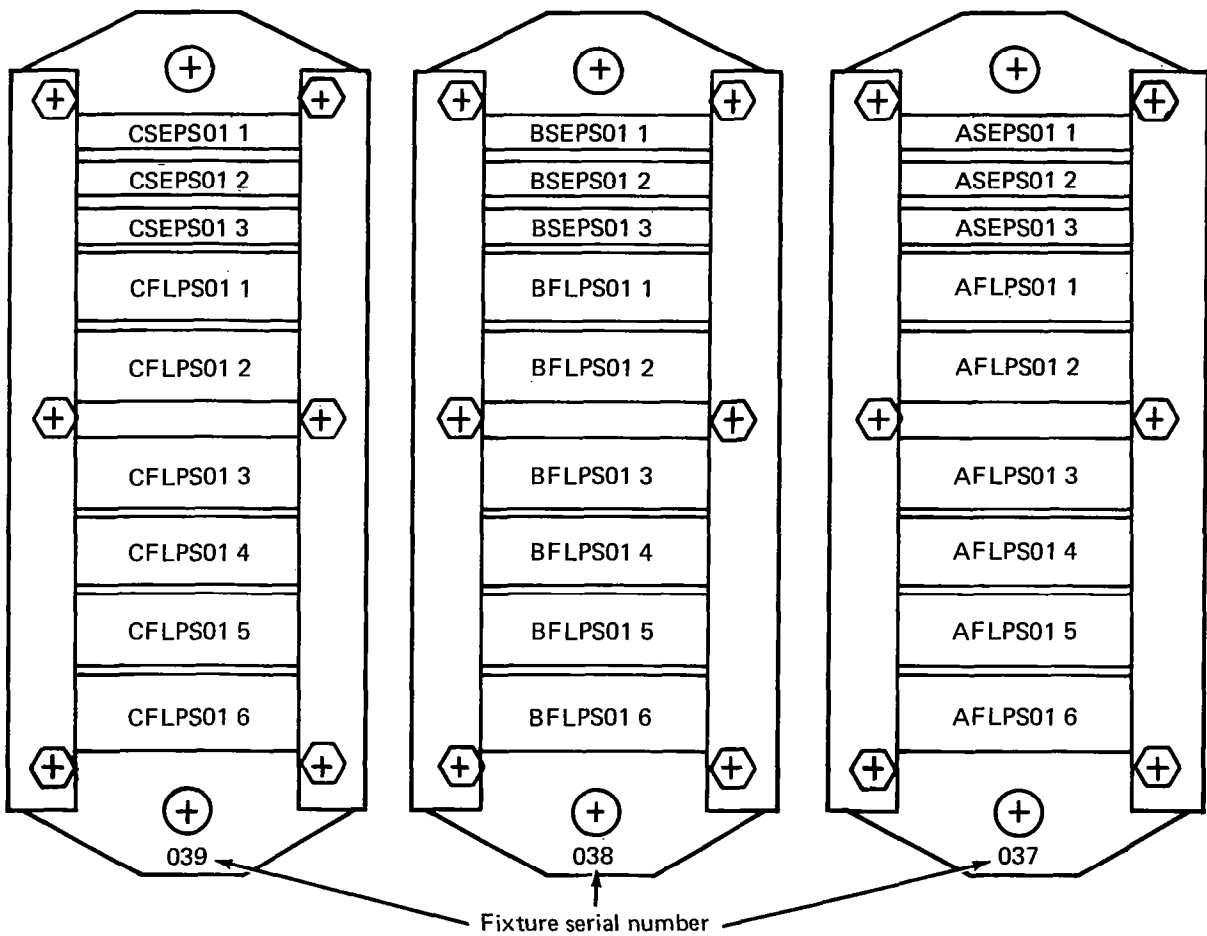 CSEPS01 1 BSEPS01 1 ASEPS01 1
CSEPS01 2 BSEPS01 2 ASEPS01 2
CSEPS01 3 BSEPS01 3 ASEPS01 3
CFLPS01 1 BFLPS01 1 AFLPS01 1
CFLPS01 2 BFLPS01 2 AFLPS01 2
CFLPS01 3 BFLPS01 3 AFLPS01 3
CFLPS01 4 BFLPS01 4 AFLPS01 4
CFLPS01 5 BFLPS01 5 AFLPS01 5
CFLPS01 6 BFLPS01 6 AFLPS01 6
039 038 037
Fixture serial number